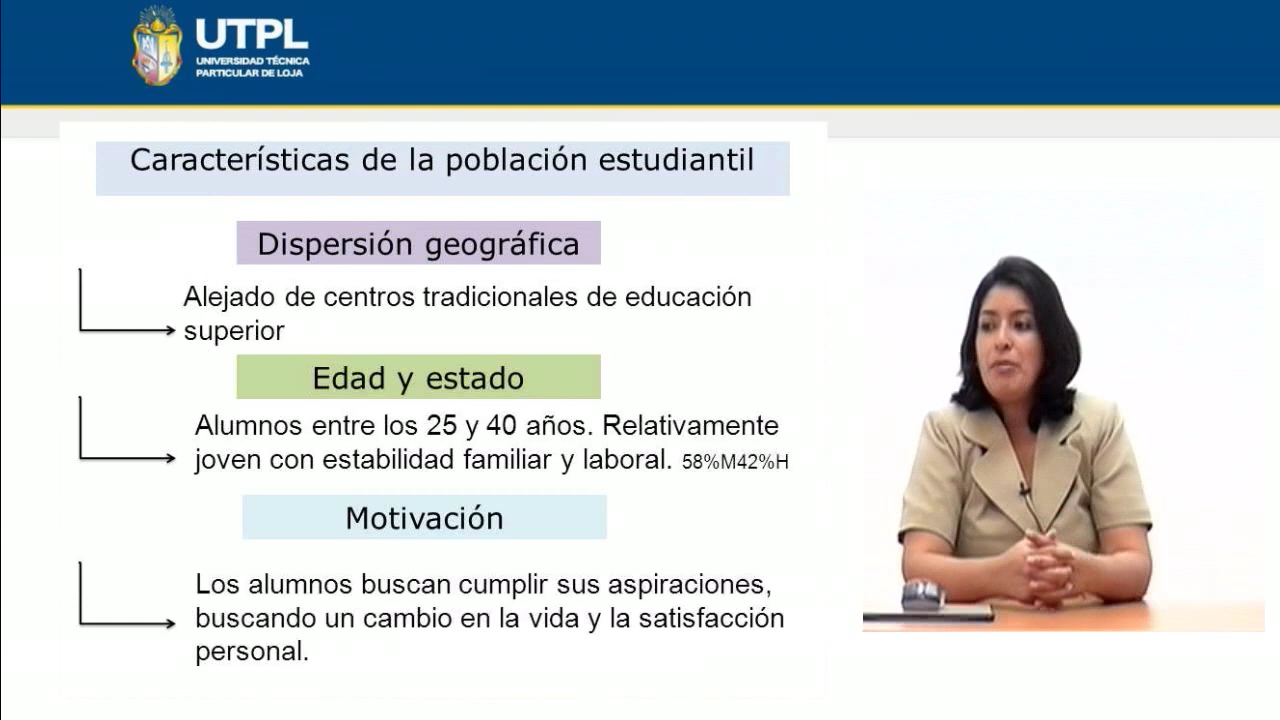 UTPL
UNIVERSIDAD TÉCNICA
PARTICULAR DE LOJA
Características de la población estudiantil
Dispersión geográfica
Alejado de centros tradicionales de educación
superior
Edad y estado
Alumnos entre los 25 y 40 años. Relativamente
joven con estabilidad familiar y laboral. 58%M42%H
Motivación
Los alumnos buscan cumplir sus aspiraciones,
buscando un cambio en la vida y la satisfacción
personal.